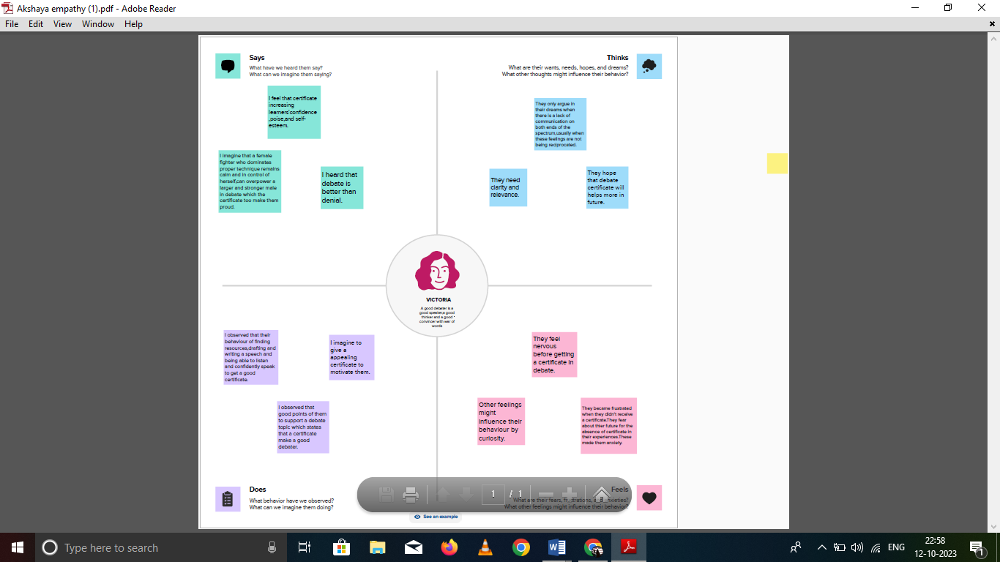 Akshaya empathy (1).pdf - Adobe Reader
File Edit View Window Help
Says
What have we heard them say?
What can we imagine them saying?
I feel that certificate
increasing
learners'confidence
,poise,and self-
esteem.
I imagine that a female
fighter who dominates
proper technique remains
calm and in control of
herself,can overpower a
larger and stronger male
in debate which the
certificate too make them
proud.
I heard that
debate is
better than
denial.
Thinks
What are their wants, needs, hopes, and dreams?
What other thoughts might influence their behavior?
They only argue in
their dreams when
there is a lack of
communication on
both ends of the
spectrum,usually when
these feelings are not
being reciprocated.
They need
clarity and
relevance.
They hope
that debate
certificate will
helps more in
future.
VICTORIA
A good debater is a
good speaker,a good
thinker and a good
convincer with wer of
words
I observed that their
behaviour of finding
resources,drafting and
writing a speech and
being able to listen
and confidently speak
to get a good
certificate.
I imagine to
give a
appealing
certificate to
motivate them.
I observed that
good points of them
to support a debate
topic which states
that a certificate
make a good
debater.
They feel
nervous
before getting
a certificate in
debate.
Other feelings
might
influence their
behaviour by
curiosity.
They became frustrated
when they didn't receive
a certificate.They fear
about thier future for the
absence of certificate in
their experiences.These
made them anxiety.
Does
What behavior have we observed?
What can we imagine them doing?
Feels
What are their fears, and anxieties?
What other feelings might influence their behavior?
1 / 1
See an example
Type here to search
ENG
22:58
12-10-2023
1